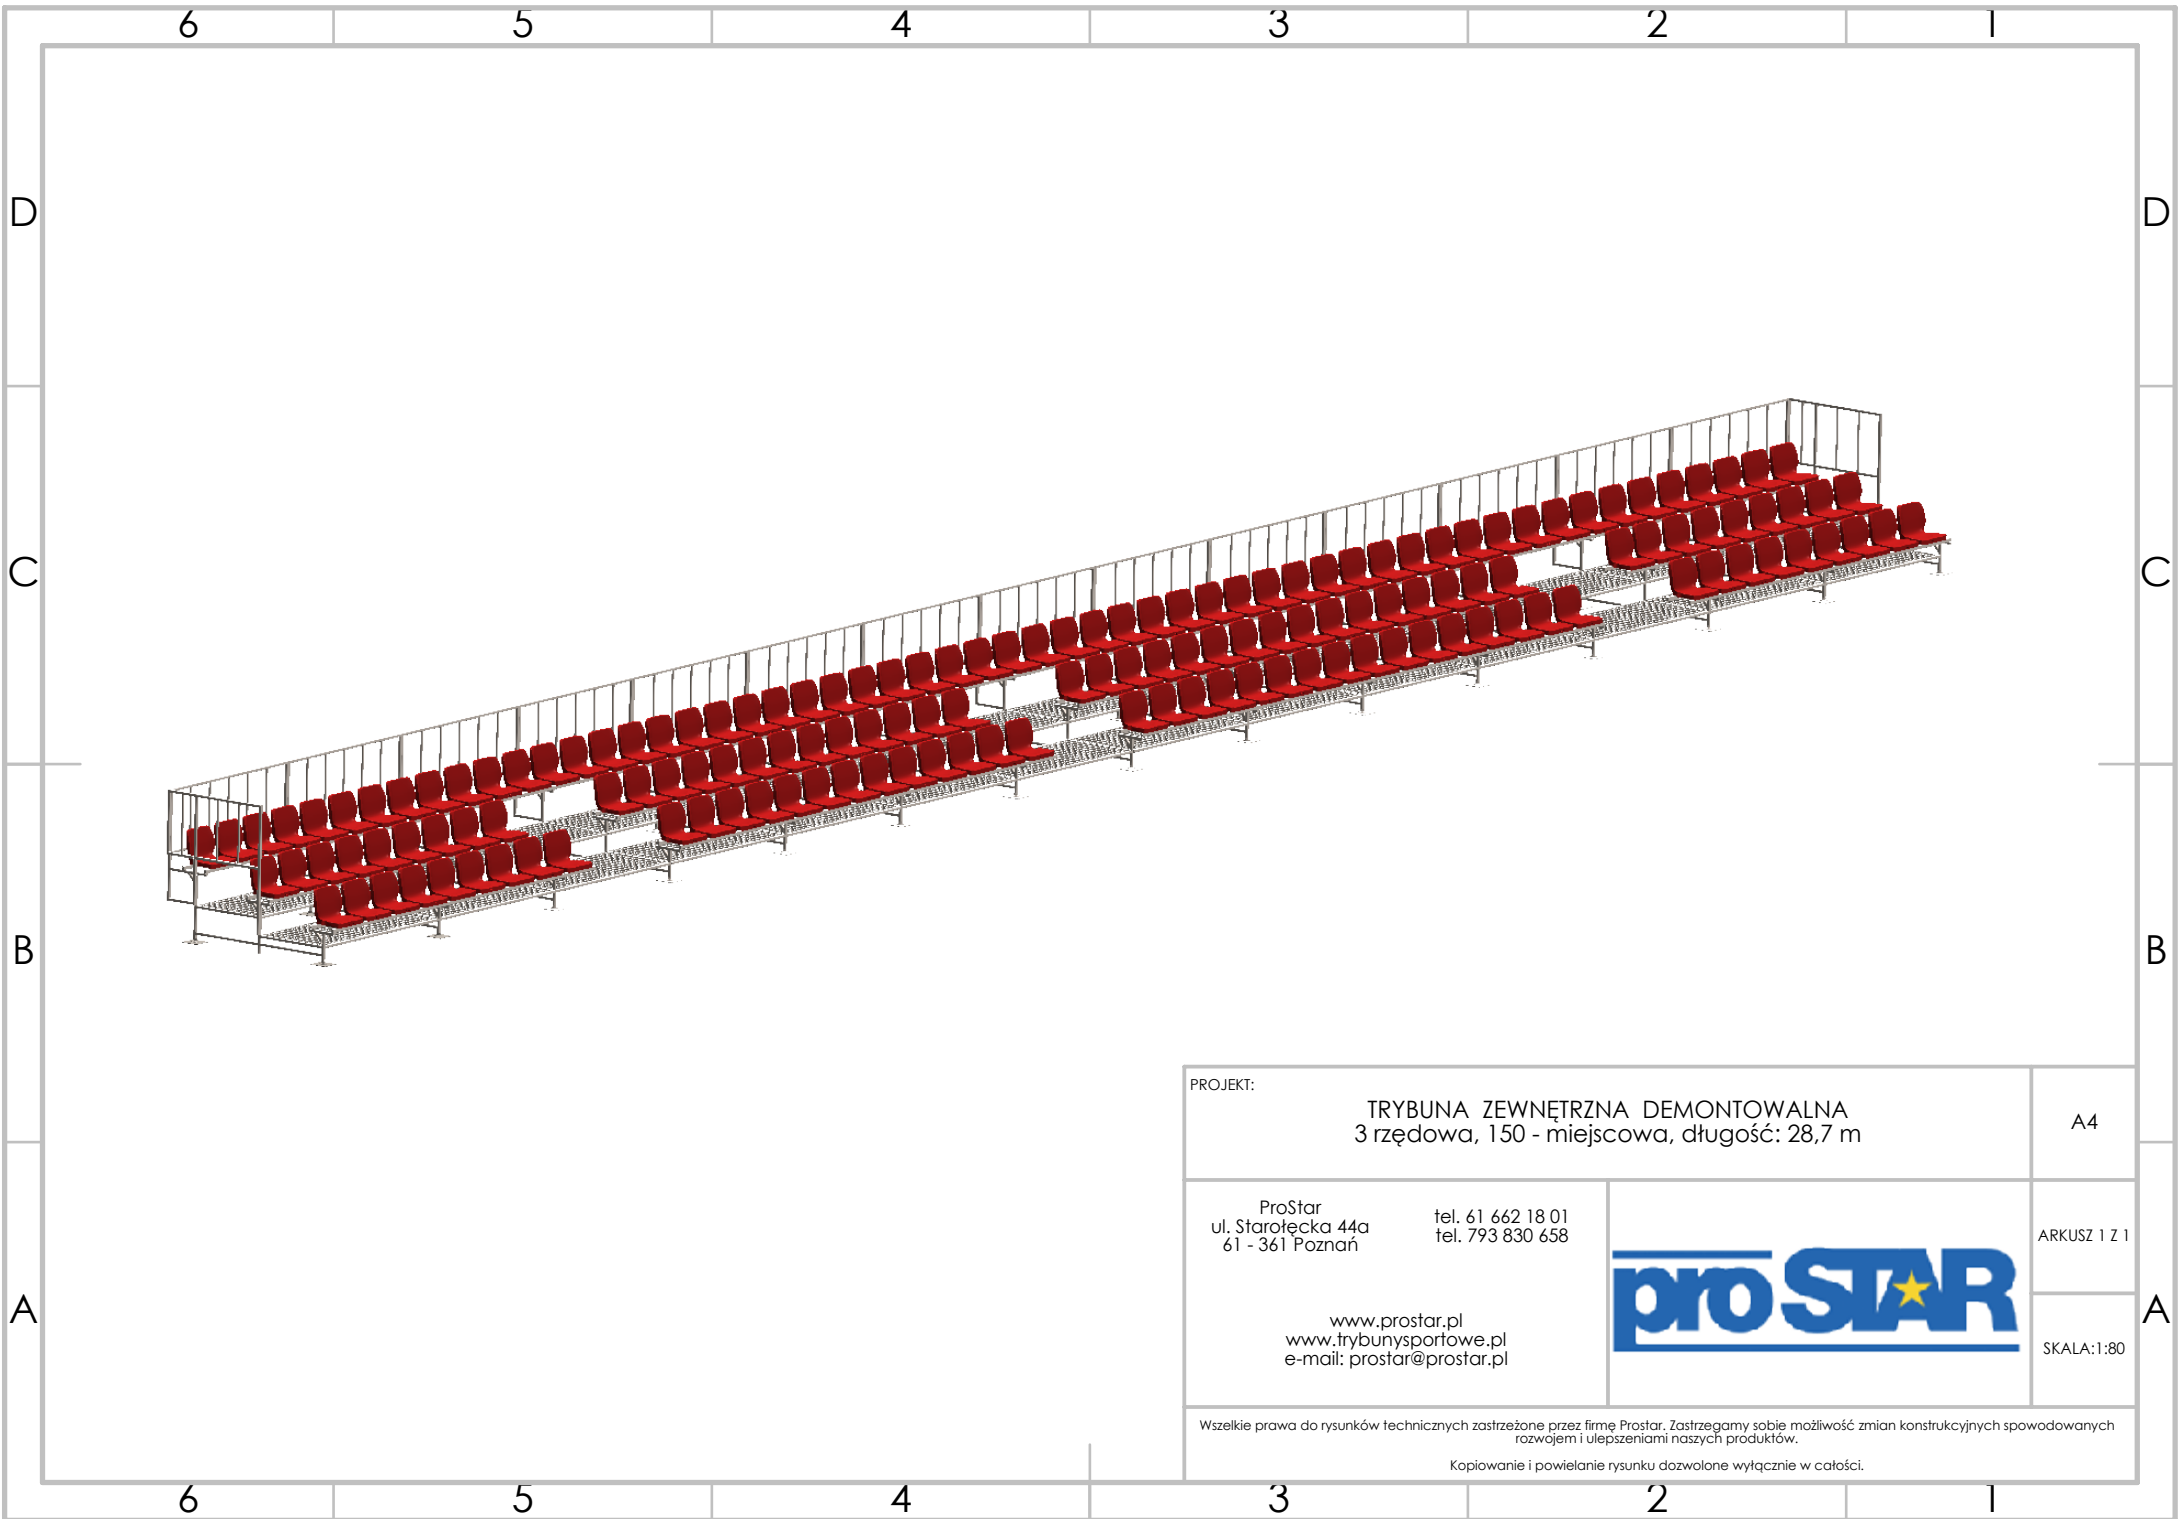 6 5 4 3 2 1
D D
C C
B B
A A
PROJEKT:
TRYBUNA ZEWNĘTRZNA DEMONTOWALNA
3 rzędowa, 150 - miejscowa, długość: 28,7 m
A4
ProStar
ul. Starołęcka 44a
61 - 361 Poznań
tel. 61 662 18 01
tel. 793 830 658
www.prostar.pl
www.trybunysportowe.pl
e-mail: prostar@prostar.pl
pro STAR
ARKUSZ 1 Z 1
SKALA:1:80
Wszelkie prawa do rysunków technicznych zastrzeżone przez firmę Prostar. Zastrzegamy sobie możliwość zmian konstrukcyjnych spowodowanych
rozwojem i ulepszeniami naszych produktów.
Kopiowanie i powielanie rysunku dozwolone wyłącznie w całości.
6 5 4 3 2 1